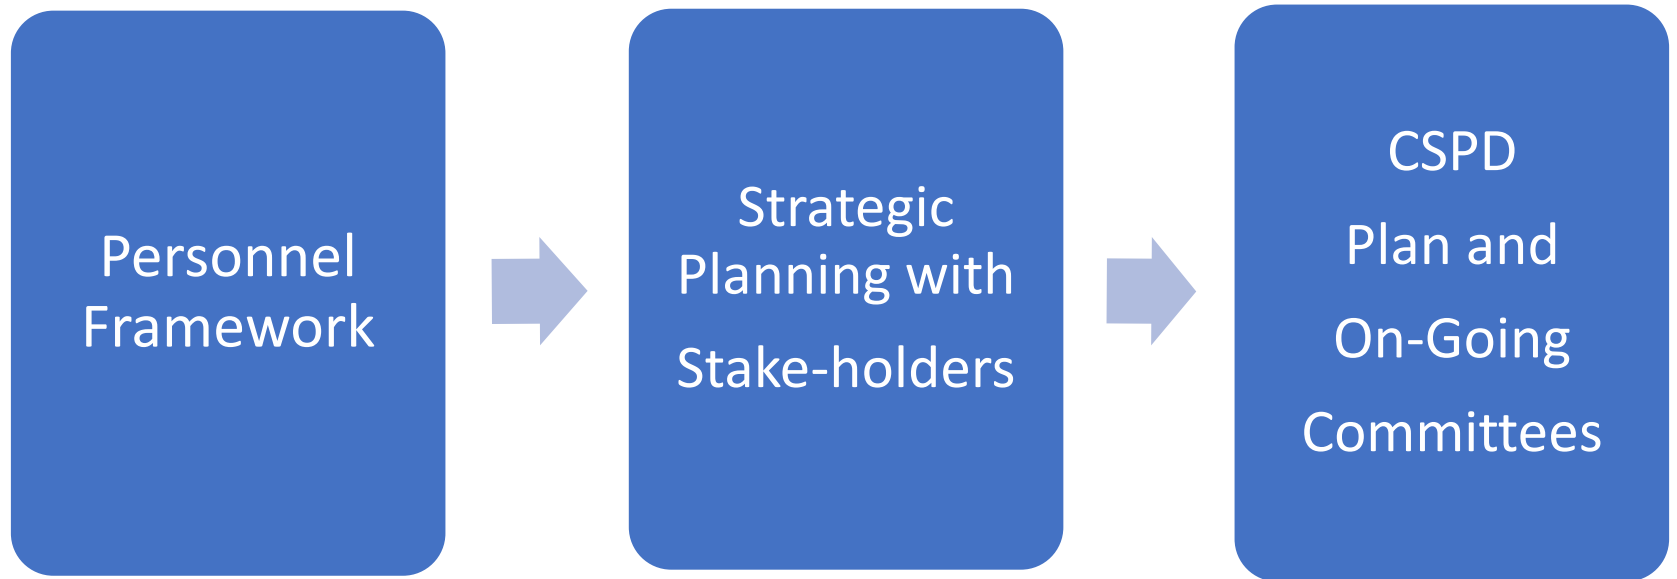 Personnel
Framework
Strategic
Planning with
Stake-holders
CSPD
Plan and
On-Going
Committees